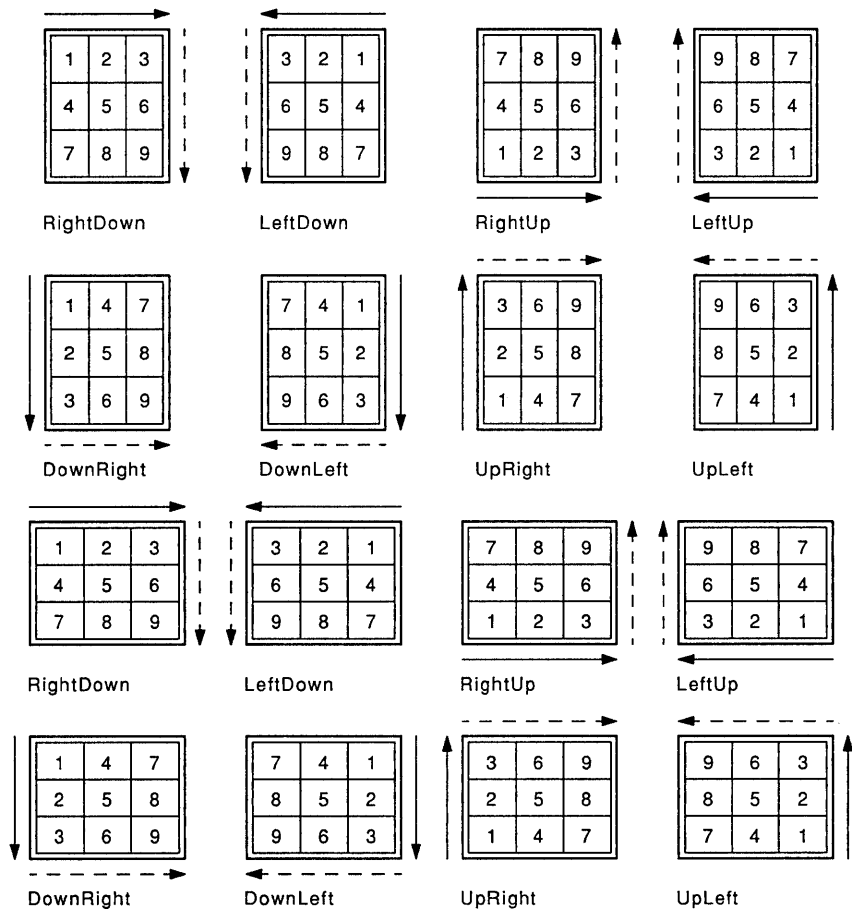 1 2 3 3 2 1 7 8 9 9 8 7
4 5 6 6 5 4 4 5 6 6 5 4
7 8 9 9 8 7 1 2 3 3 2 1
RightDown LeftDown RightUp LeftUp
1 4 7 7 4 1 3 6 9 9 6 3
2 5 8 8 5 2 2 5 8 8 5 2
3 6 9 9 6 3 1 4 7 7 4 1
DownRight DownLeft UpRight UpLeft
1 2 3 3 2 1 7 8 9 9 8 7
4 5 6 6 5 4 4 5 6 6 5 4
7 8 9 9 8 7 1 2 3 3 2 1
RightDown LeftDown RightUp LeftUp
1 4 7 7 4 1 3 6 9 9 6 3
2 5 8 8 5 2 2 5 8 8 5 2
3 6 9 9 6 3 1 4 7 7 4 1
DownRight DownLeft UpRight UpLeft